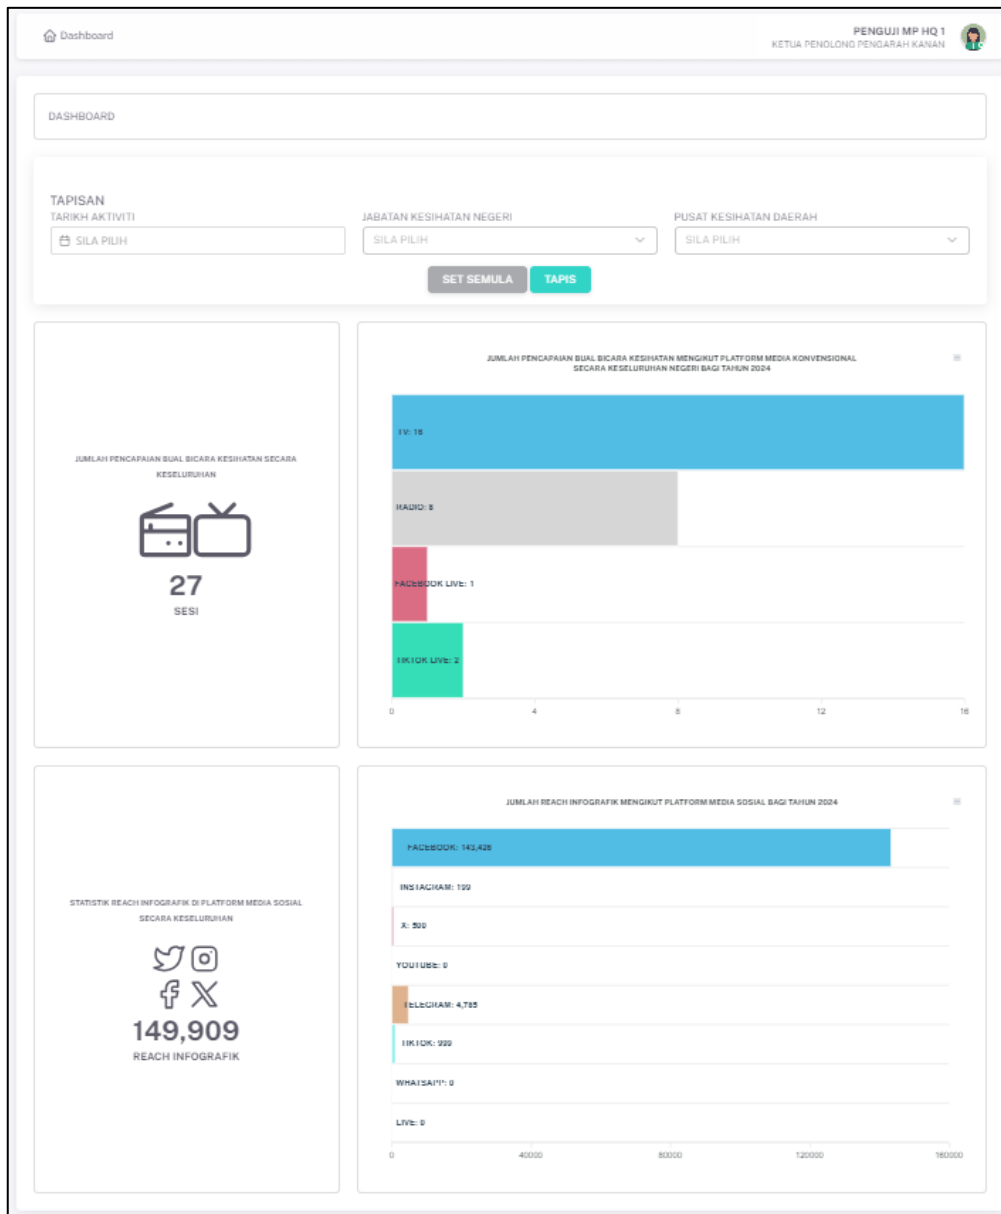 Dashboard
PENGUJI MP HQ 1
KETUA PENOLONG PENGARAH KANAN
DASHBOARD
TAPISAN
TARIKH AKTIVITI
SILA PILIH
JABATAN KESIHATAN NEGERI
SILA PILIH
PUSAT KESIHATAN DAERAH
SILA PILIH
SET SEMULA
TAPIS
JUMLAH PENCAPAIAN BUAL BICARA KESIHATAN SECARA
KESELURUHAN
27
SESI
JUMLAH PENCAPAIAN BUAL BICARA KESIHATAN MENGIKUT PLATFORM MEDIA KONVENSIONAL
SECARA KESELURUHAN NEGERI BAGI TAHUN 2024
TV: 16
RADIO: 8
FACEBOOK LIVE: 1
TIKTOK LIVE: 2
0 4 8 12 16
STATISTIK REACH INFOGRAFIK DI PLATFORM MEDIA SOSIAL
SECARA KESELURUHAN
149,909
REACH INFOGRAFIK
JUMLAH REACH INFOGRAFIK MENGIKUT PLATFORM MEDIA SOSIAL BAGI TAHUN 2024
FACEBOOK: 143,426
INSTAGRAM: 199
X: 500
YOUTUBE: 0
TELEGRAM: 4,785
TIKTOK: 999
WHATSAPP: 0
LIVE: 0
0 40000 80000 120000 160000